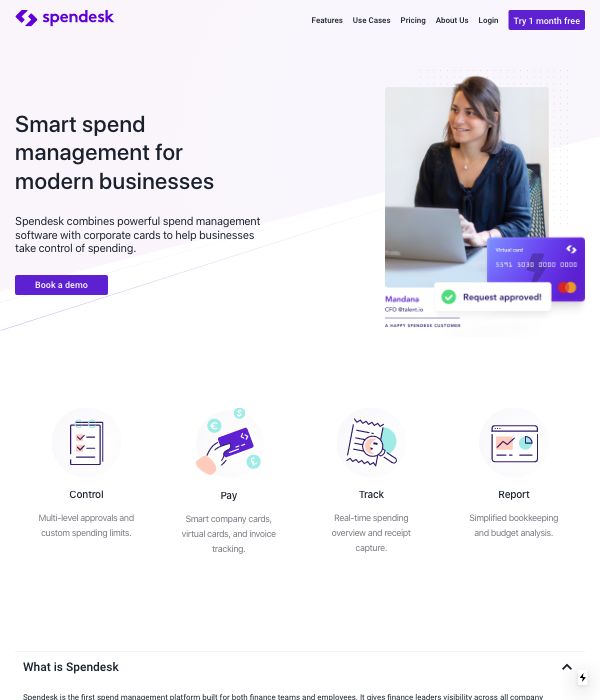 spendesk
Features Use Cases Pricing About Us Login Try 1 month free
Smart spend
management for
modern businesses
Spendesk combines powerful spend management
software with corporate cards to help businesses
take control of spending.
Book a demo
Virtual card
5591 3030 0000 0000
Request approved!
Mandana
CFO @talent.io
A HAPPY SPENDESK CUSTOMER
Control
Multi-level approvals and
custom spending limits.
Pay
Smart company cards,
virtual cards, and invoice
tracking.
Track
Real-time spending
overview and receipt
capture.
Report
Simplified bookkeeping
and budget analysis.
What is Spendesk
Spendesk is the first spend management platform built for both finance teams and employees. It gives finance leaders visibility across all company